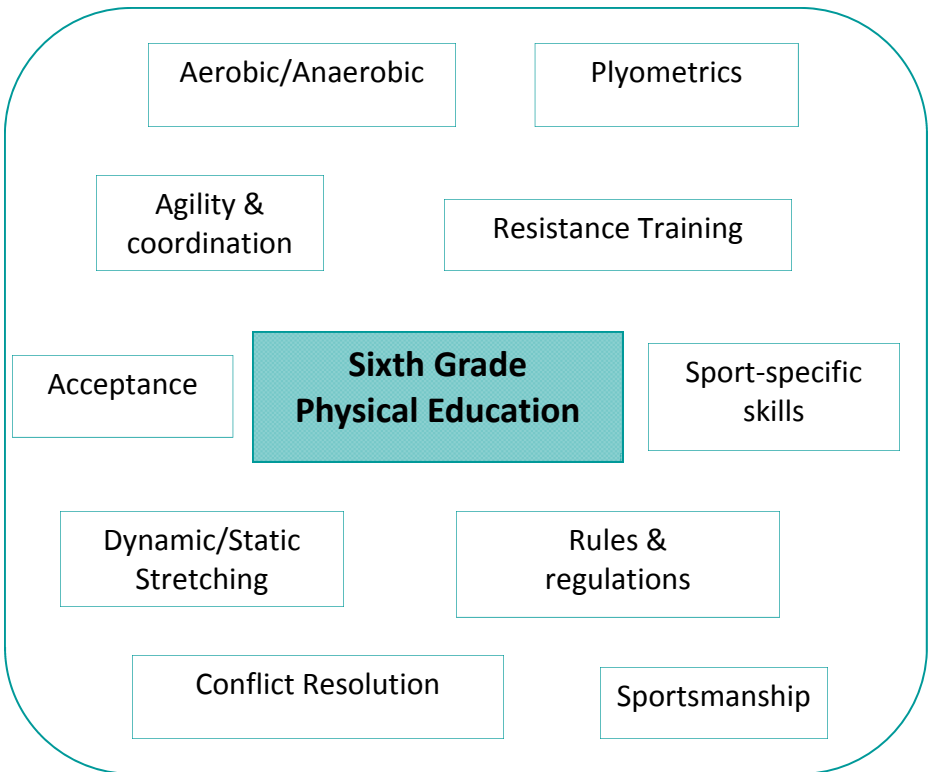 Aerobic/Anaerobic
Plyometrics
Agility &
coordination
Resistance Training
Acceptance
Sixth Grade
Physical Education
Sport-specific
skills
Dynamic/Static
Stretching
Rules &
regulations
Conflict Resolution
Sportsmanship